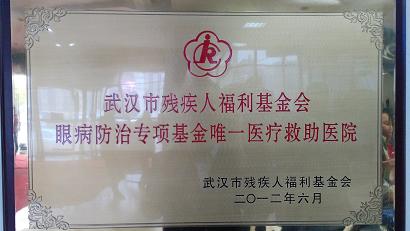 武汉市残疾人福利基金会
眼病防治专项基金唯一医疗救助医院
武汉市残疾人福利基金会
二〇一二年六月